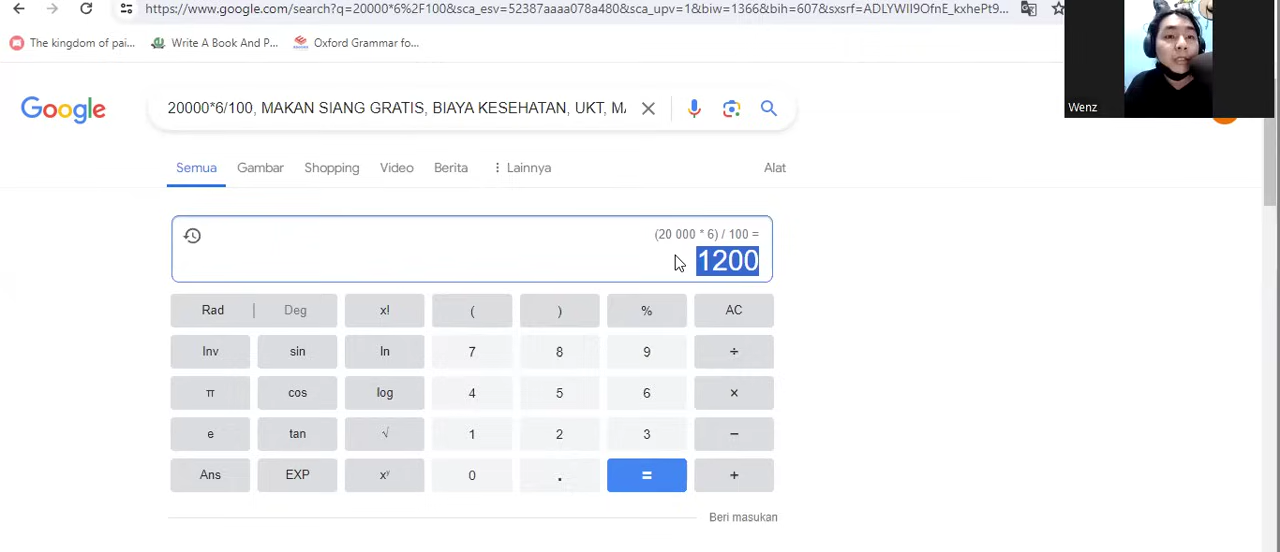 https://www.google.com/search?q=20000*6%2F100&sca_esv=52387aaaa078a480&sca_upv=1&biw=1366&bih=607&sxsrf=ADLYWII9OfnE_kxhePt9...
The kingdom of pai...
Write A Book And P...
Oxford Grammar fo...
Wenz
Google
20000*6/100, MAKAN SIANG GRATIS, BIAYA KESEHATAN, UKT, MA
Semua
Gambar
Shopping
Video
Berita
Lainnya
Alat
(20 000 * 6) / 100 =
1200
Rad | Deg x! ( ) % AC
Inv sin ln 7 8 9 ÷
π cos log 4 5 6 ×
e tan √ 1 2 3 −
Ans EXP xʸ 0 . = +
Beri masukan